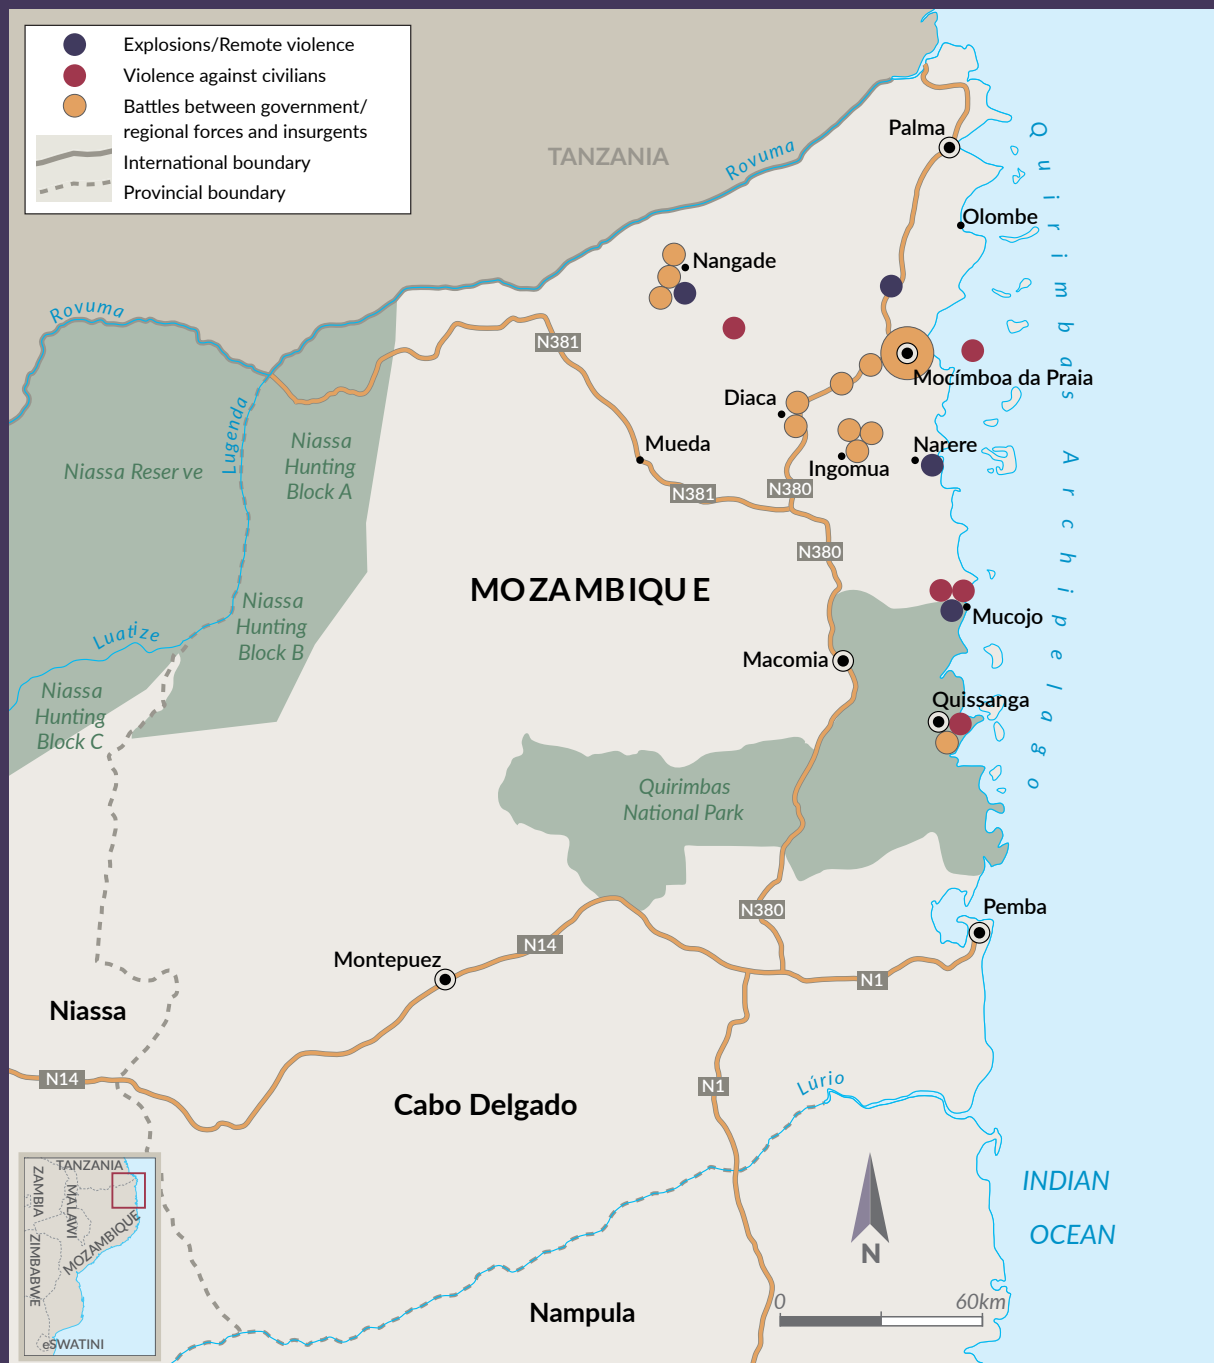 Explosions/Remote violence
Violence against civilians
Battles between government/
regional forces and insurgents
International boundary
Provincial boundary
TANZANIA
Rovuma
Palma
Quirimbas Archipelago
Olombe
Nangade
Rovuma
N381
Mocímboa da Praia
Diaca
Lugenda
Niassa
Hunting
Block A
Niassa Reserve
Mueda
Narere
Ingomua
N381
N380
N380
MOZAMBIQUE
Niassa
Hunting
Block B
Mucojo
Luatize
Macomia
Niassa
Hunting
Block C
Quissanga
Quirimbas
National Park
N380
Pemba
N14
Montepuez
N1
Niassa
N14
N1
Lúrio
Cabo Delgado
INDIAN
OCEAN
TANZANIA
ZAMBIA
MALAWI
MOZAMBIQUE
ZIMBABWE
eSWATINI
N
Nampula
0
60km